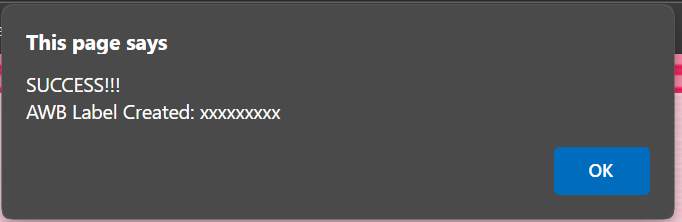 This page says
SUCCESS!!!
AWB Label Created: xxxxxxxxx
OK